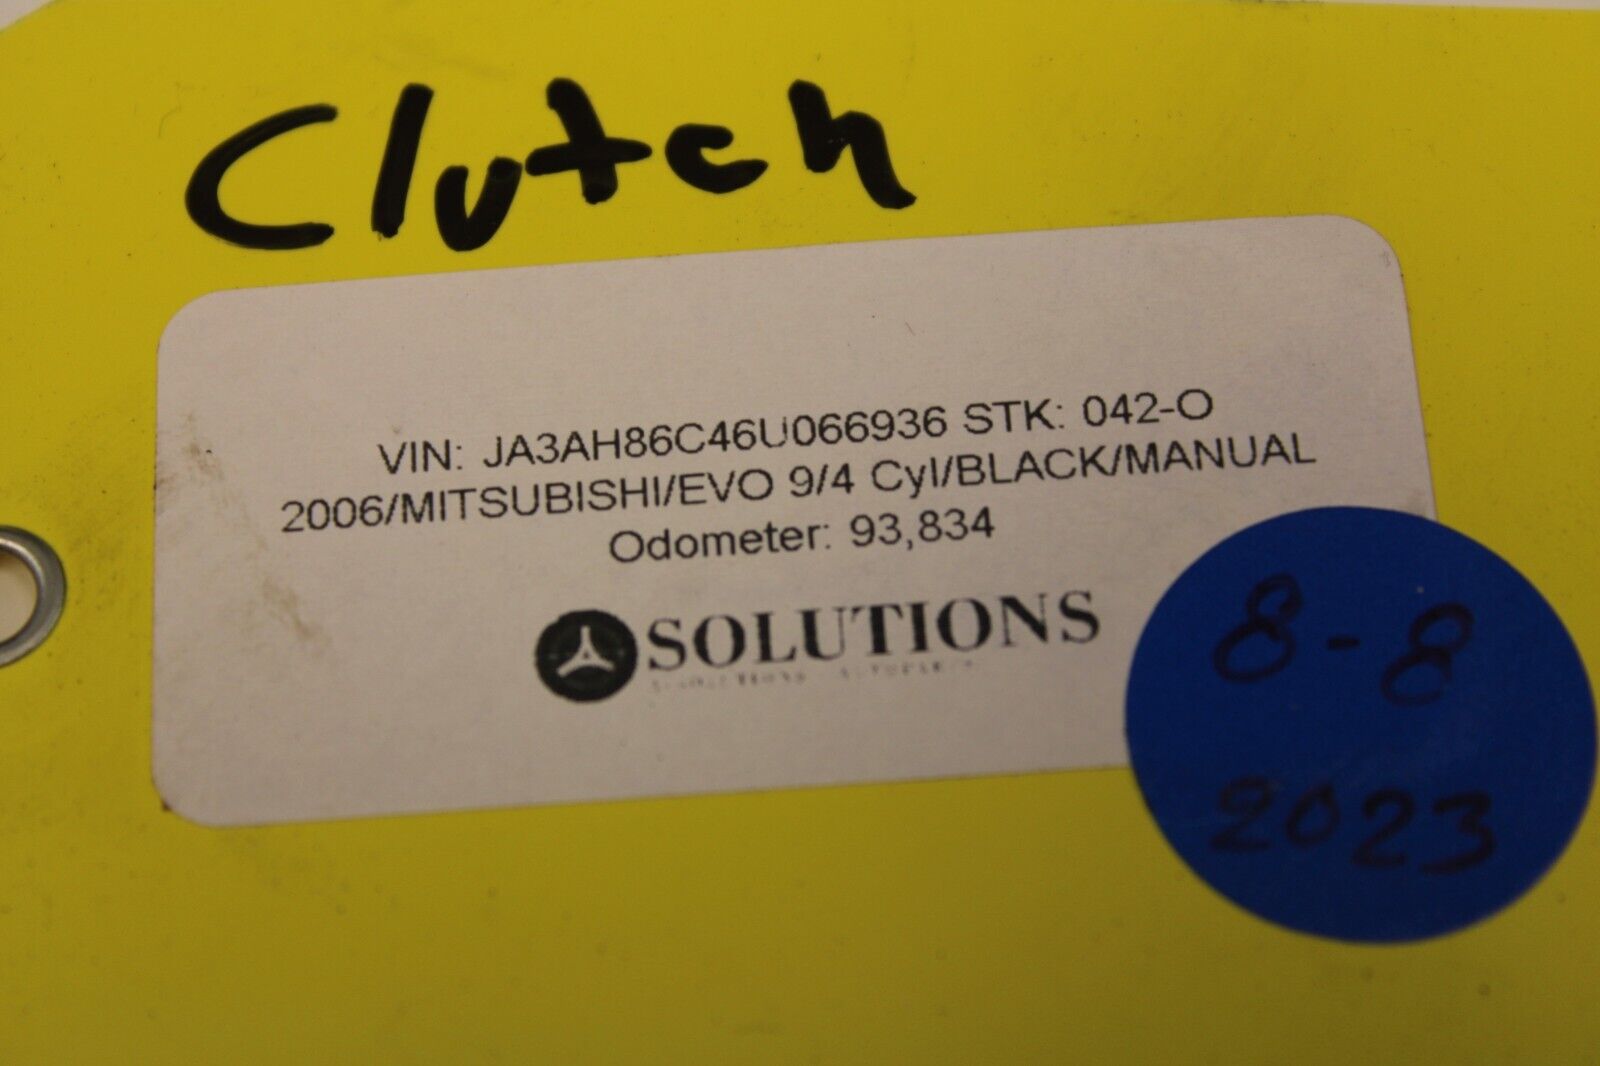 Clutch
VIN: JA3AH86C46U066936 STK: 042-O
2006/MITSUBISHI/EVO 9/4 Cyl/BLACK/MANUAL
Odometer: 93,834
SOLUTIONS
8-8
2023